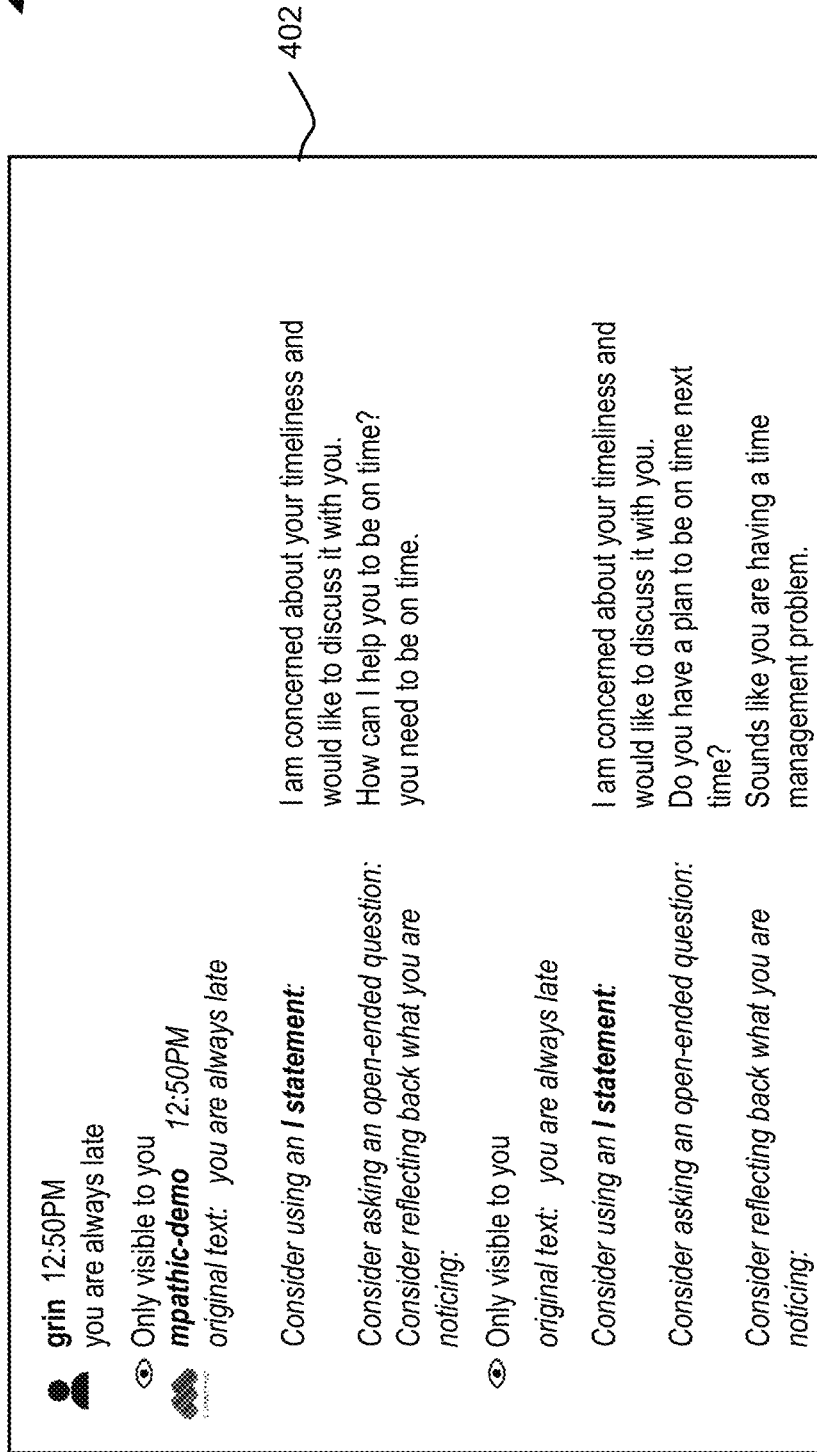 402
grin 12:50PM
you are always late
Only visible to you
mpathic-demo 12:50PM
original text: you are always late
Consider using an I statement:
I am concerned about your timeliness and
would like to discuss it with you.
Consider asking an open-ended question:
How can I help you to be on time?
Consider reflecting back what you are
noticing:
you need to be on time.
Only visible to you
original text: you are always late
Consider using an I statement:
I am concerned about your timeliness and
would like to discuss it with you.
Consider asking an open-ended question:
Do you have a plan to be on time next
time?
Consider reflecting back what you are
noticing:
Sounds like you are having a time
management problem.